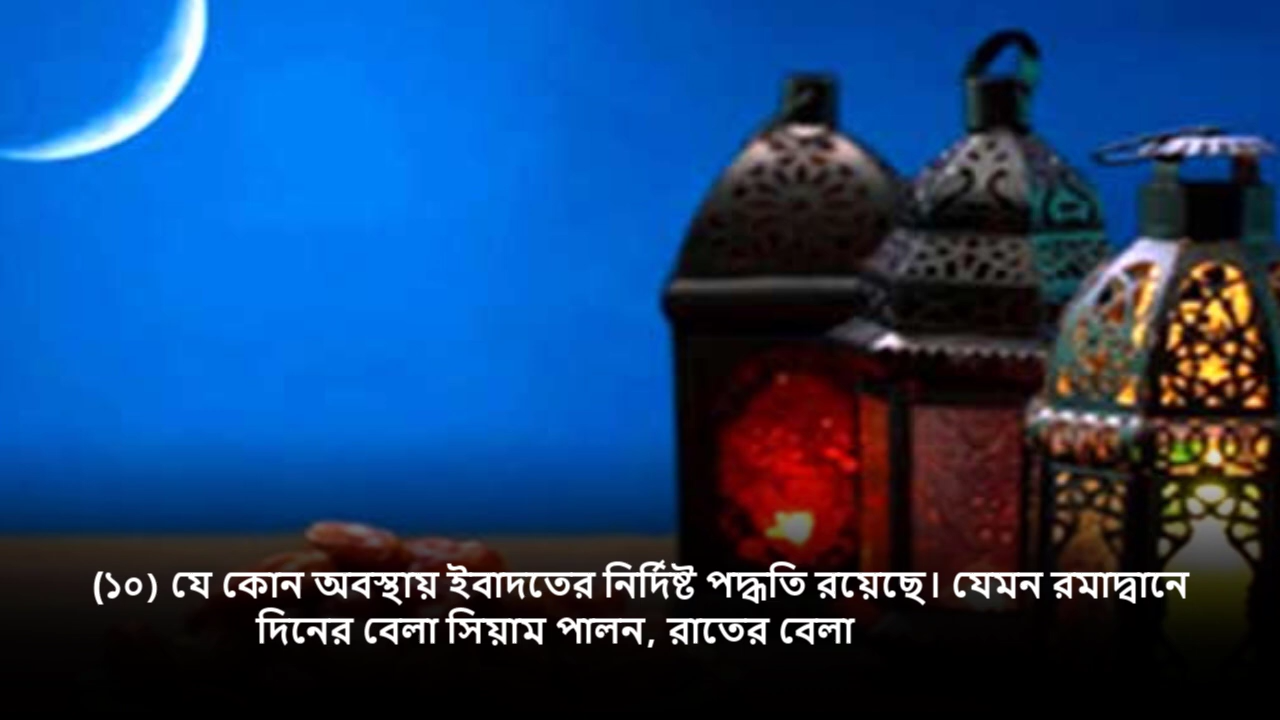 (১০) যে কোন অবস্থায় ইবাদতের নির্দিষ্ট পদ্ধতি রয়েছে। যেমন রমাদ্বানে
দিনের বেলা সিয়াম পালন, রাতের বেলা